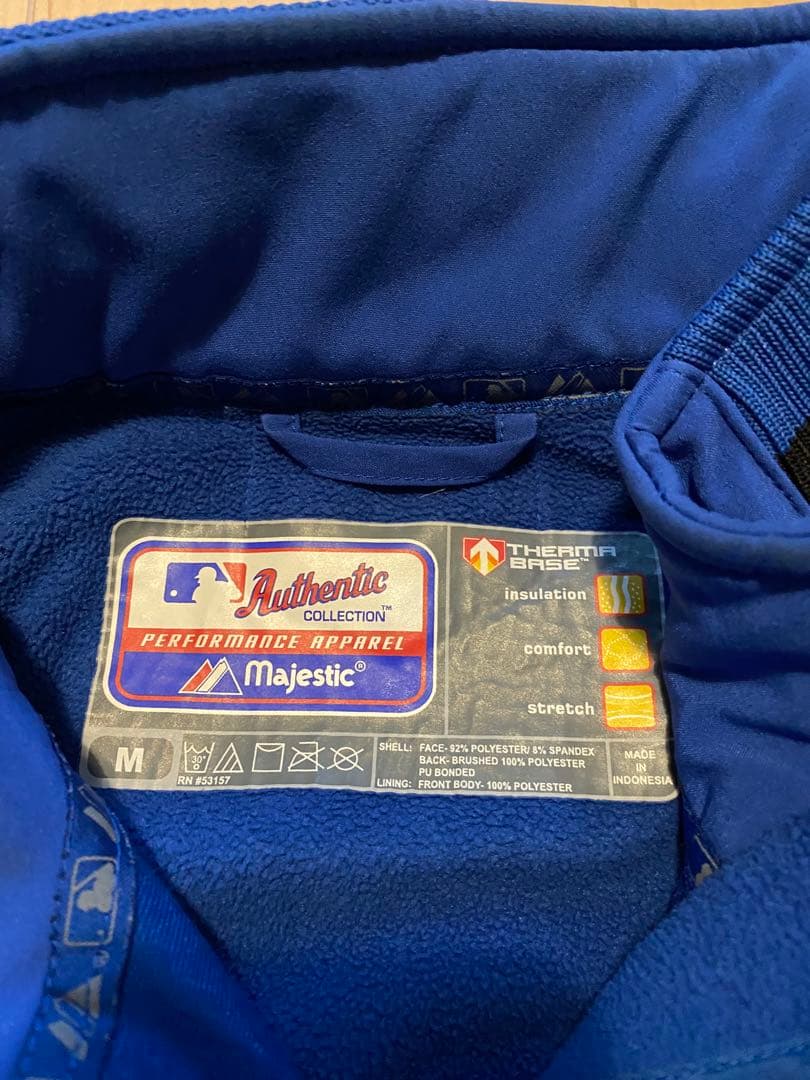 Authentic
COLLECTION™
PERFORMANCE APPAREL
Majestic®
THERMA
BASE™
insulation
comfort
stretch
M
30°
RN #53157
SHELL: FACE- 92% POLYESTER/ 8% SPANDEX
BACK- BRUSHED 100% POLYESTER
PU BONDED
LINING: FRONT BODY- 100% POLYESTER
MADE
IN
INDONESIA